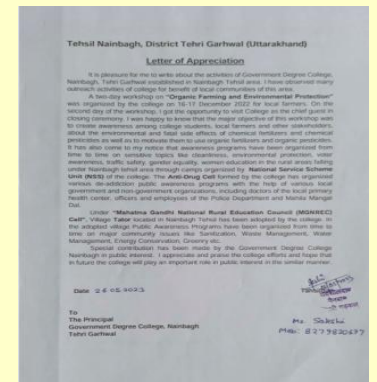 Tehsil Nainbagh, District Tehri Garhwal (Uttarakhand)
Letter of Appreciation
It is pleasure for me to write about the activities of Government Degree College,
Nainbagh, Tehri Garhwal established in Nainbagh Tehsil area. I have observed many
outreach activities of college for benefit of local communities of this area.
A two-day workshop on "Organic Farming and Environmental Protection"
was organized by the college on 16-17 December 2022 for local farmers. On the
second day of the workshop, I got the opportunity to visit College as the chief guest in
closing ceremony. I was happy to know that the major objective of this workshop was
to create awareness among college students, local farmers and other stakeholders,
about the environmental and fatal side effects of chemical fertilizers and chemical
pesticides as well as to motivate them to use organic fertilizers and organic pesticides.
It has also come to my notice that awareness programs have been organized from
time to time on sensitive topics like cleanliness, environmental protection, voter
awareness, traffic safety, gender equality, women education in the rural areas falling
under Nainbagh tehsil area through camps organized by National Service Scheme
Unit (NSS) of the college. The Anti-Drug Cell formed by the college has organized
various de-addiction public awareness programs with the help of various local
government and non-government organizations, including doctors of the local primary
health center, officers and employees of the Police Department and Mahila Mangal
Dal.
Under "Mahatma Gandhi National Rural Education Council (MGNREC)
Cell", Village Tator located in Nainbagh Tehsil has been adopted by the college. In
the adopted village Public Awareness Programs have been organized from time to
time on major community issues like Sanitization, Waste Management, Water
Management, Energy Conservation, Greenry etc.
Special contribution has been made by the Government Degree College
Nainbagh in public interest. I appreciate and praise the college efforts and hope that
in future the college will play an important role in public interest in the similar manner.
Date 26.05.2023
To
The Principal
Government Degree College, Nainbagh
Tehri Garhwal
Ms. Sakshi
Mob: 8279820677